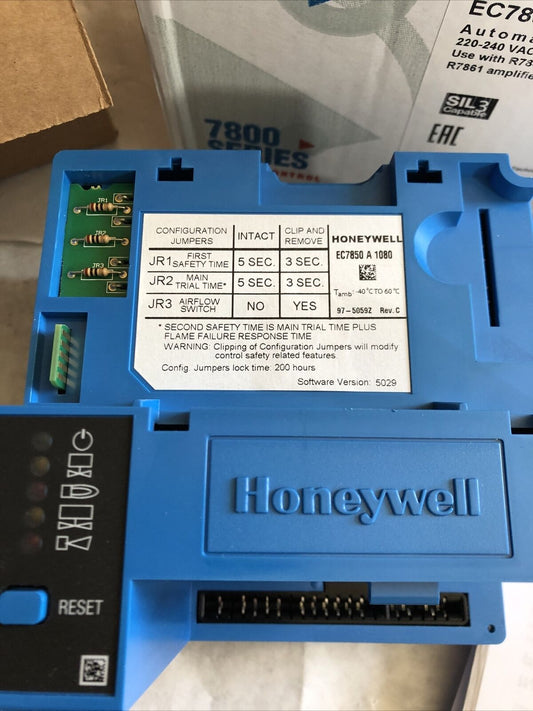 EC78
Automa
220-240 VAC
Use with R78
R7861 amplifie
SIL 3
Capable
EAC
7800
SERIES
CONTROL
JR1
JR2
JR3
CONFIGURATION JUMPERS INTACT CLIP AND REMOVE
JR1 FIRST SAFETY TIME 5 SEC. 3 SEC.
JR2 MAIN TRIAL TIME* 5 SEC. 3 SEC.
JR3 AIRFLOW SWITCH NO YES
* SECOND SAFETY TIME IS MAIN TRIAL TIME PLUS
FLAME FAILURE RESPONSE TIME
WARNING: Clipping of Configuration Jumpers will modify
control safety related features.
Config. Jumpers lock time: 200 hours
Software Version: 5029
HONEYWELL
EC7850 A 1080
Tamb: -40°C TO 60°C
97-5059Z Rev. C
Honeywell
RESET